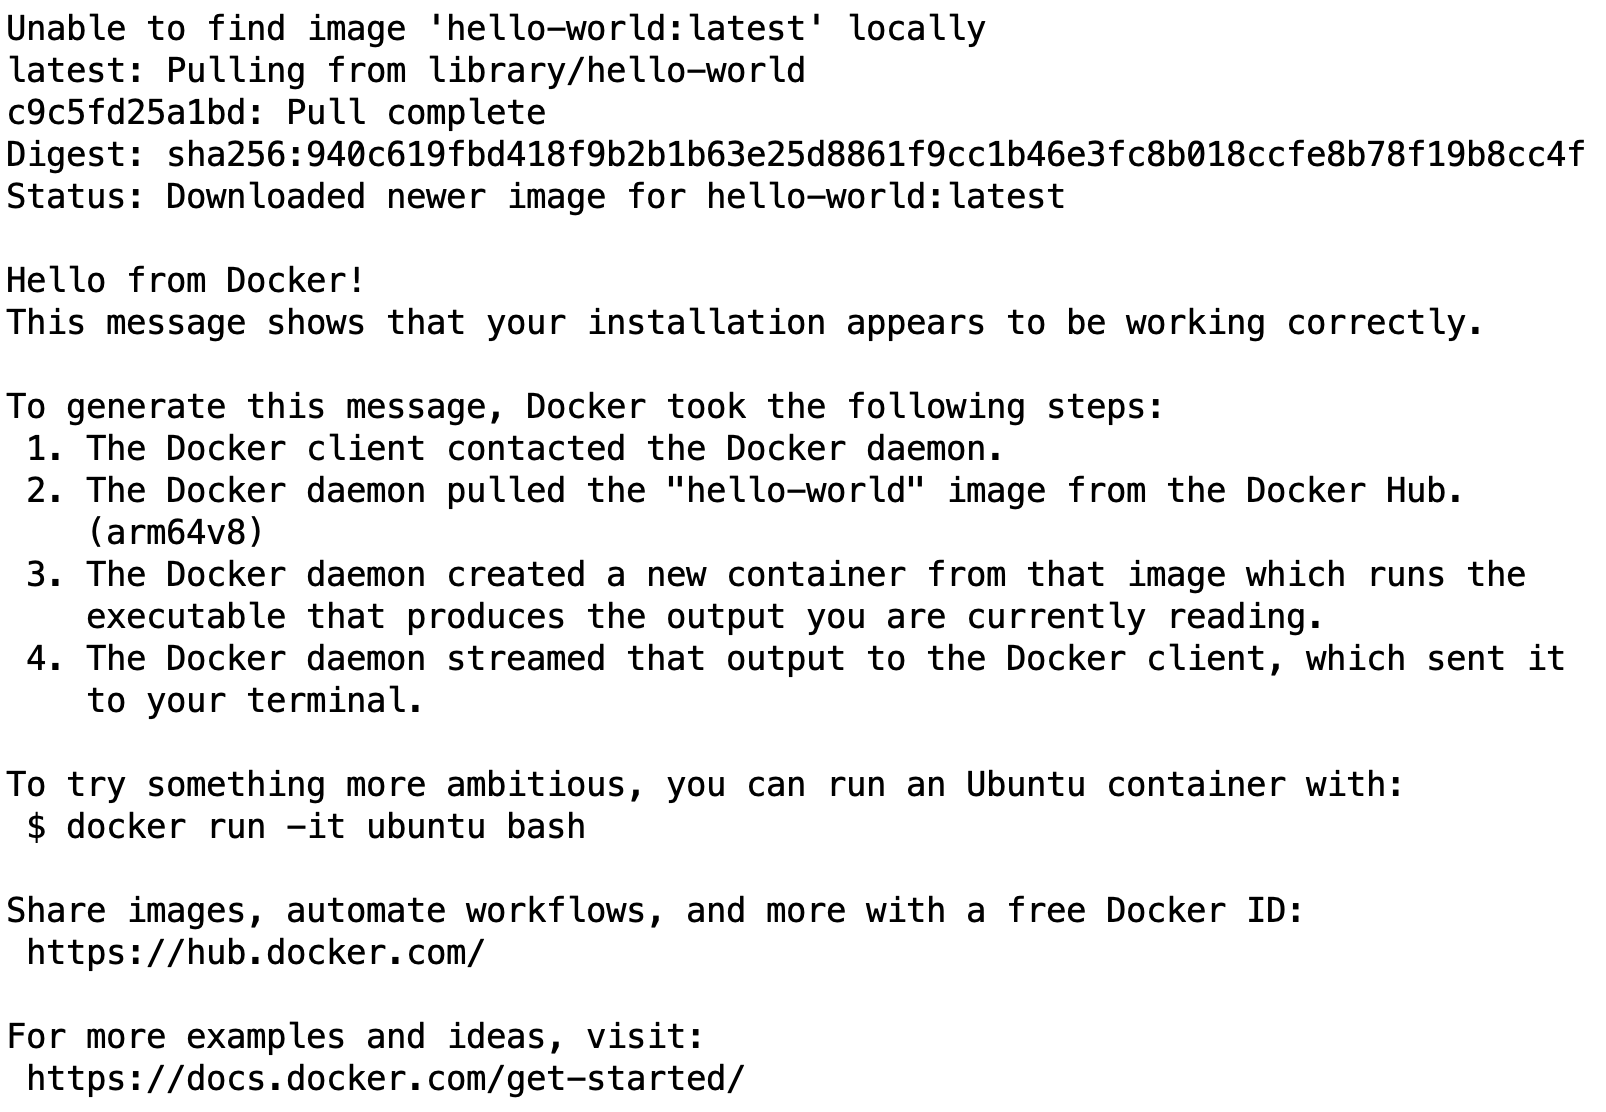 Unable to find image 'hello-world:latest' locally
latest: Pulling from library/hello-world
c9c5fd25a1bd: Pull complete
Digest: sha256:940c619fbd418f9b2b1b63e25d8861f9cc1b46e3fc8b018ccfe8b78f19b8cc4f
Status: Downloaded newer image for hello-world:latest

Hello from Docker!
This message shows that your installation appears to be working correctly.

To generate this message, Docker took the following steps:
 1. The Docker client contacted the Docker daemon.
 2. The Docker daemon pulled the "hello-world" image from the Docker Hub.
    (arm64v8)
 3. The Docker daemon created a new container from that image which runs the
    executable that produces the output you are currently reading.
 4. The Docker daemon streamed that output to the Docker client, which sent it
    to your terminal.

To try something more ambitious, you can run an Ubuntu container with:
 $ docker run -it ubuntu bash

Share images, automate workflows, and more with a free Docker ID:
 https://hub.docker.com/

For more examples and ideas, visit:
 https://docs.docker.com/get-started/